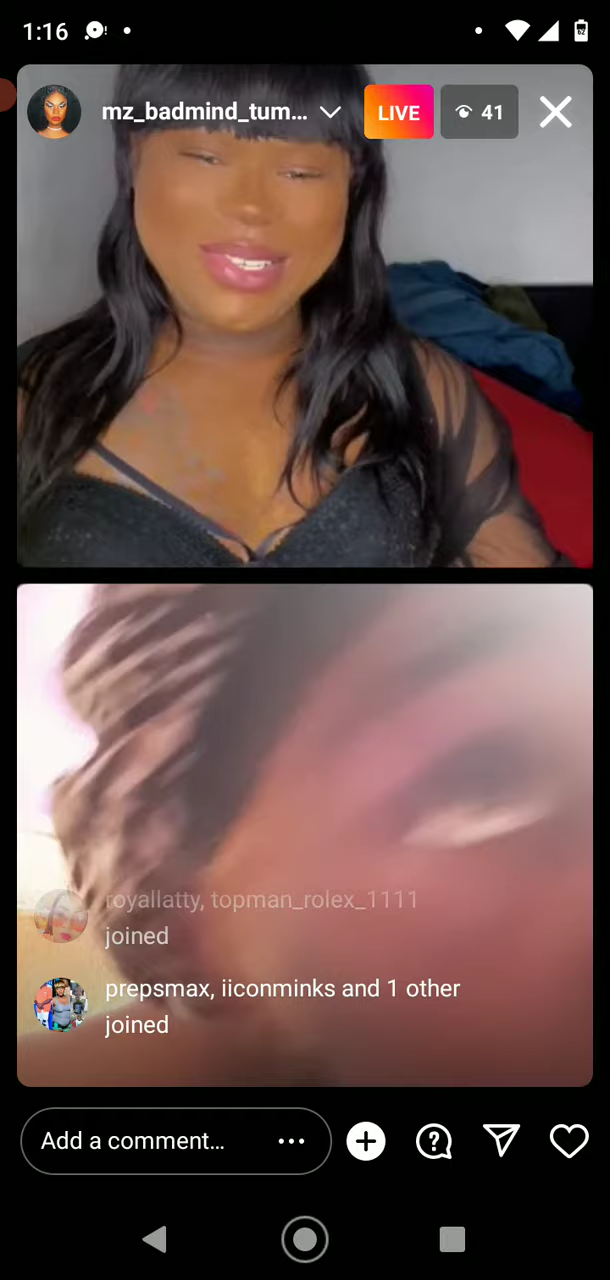 1:16
mz_badmind_tum...
LIVE
41
royallatty, topman_rolex_1111
joined
prepsmax, iiconminks and 1 other
joined
Add a comment...